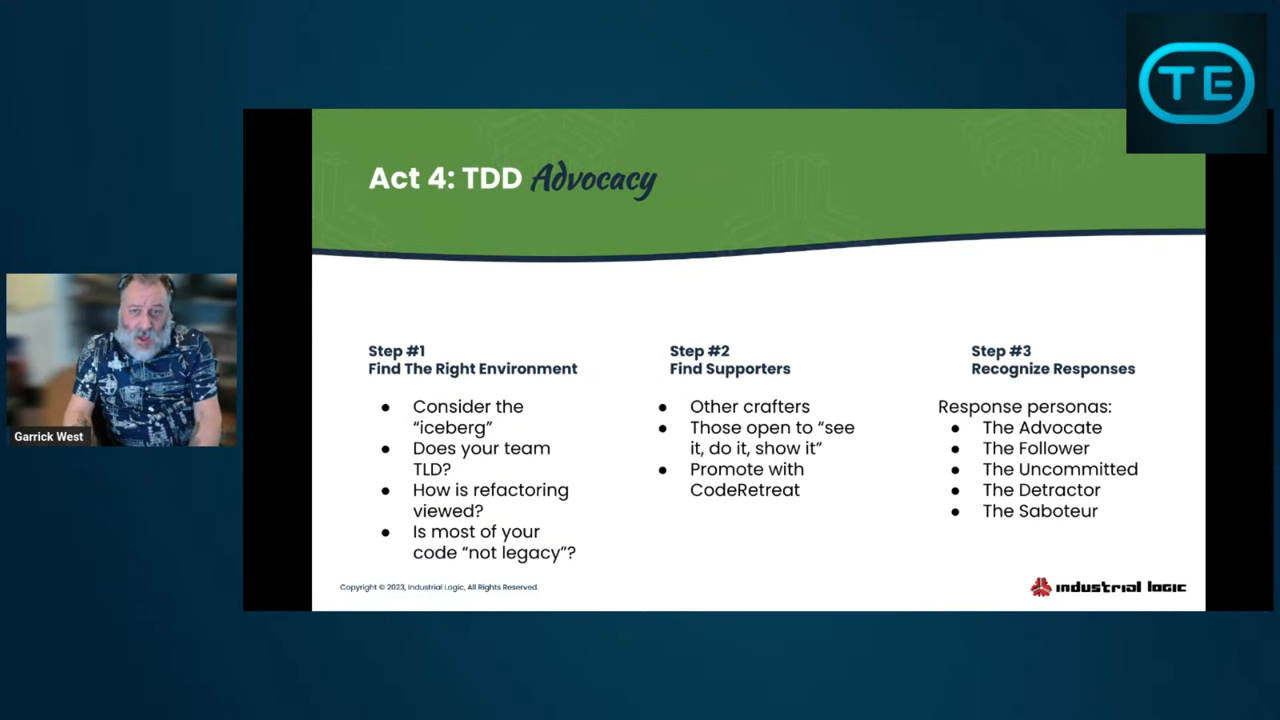 TE
Act 4: TDD Advocacy
Step #1
Find The Right Environment
● Consider the
“iceberg”
● Does your team
TLD?
● How is refactoring
viewed?
● Is most of your
code “not legacy”?
Step #2
Find Supporters
● Other crafters
● Those open to “see
it, do it, show it”
● Promote with
CodeRetreat
Step #3
Recognize Responses
Response personas:
● The Advocate
● The Follower
● The Uncommitted
● The Detractor
● The Saboteur
Garrick West
Copyright © 2023, Industrial Logic, All Rights Reserved.
industrial logic